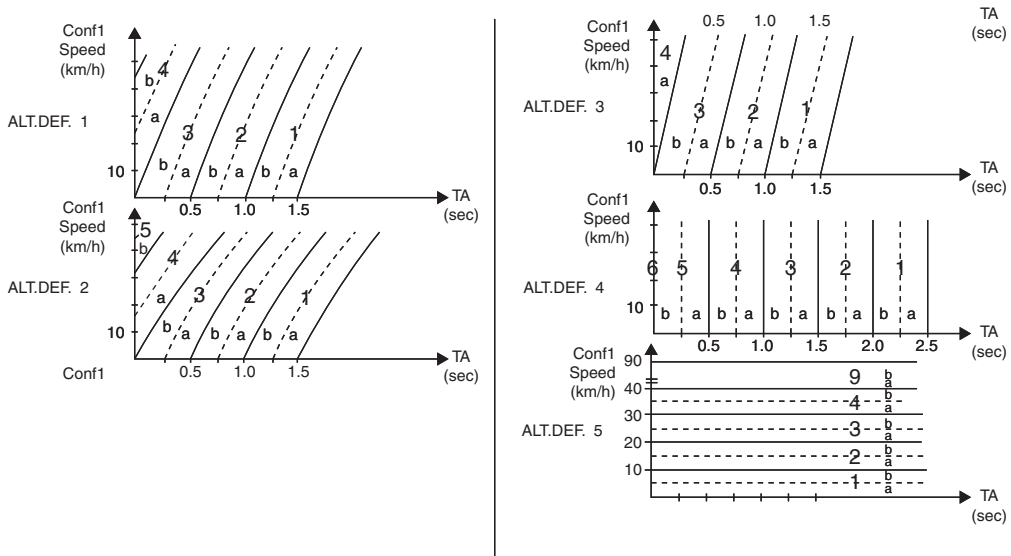 Conf1
Speed
(km/h)
4
b
a
ALT.DEF. 1
3 2 1
b a b a b a
10
TA
(sec)
0.5 1.0 1.5
Conf1
Speed
(km/h)
5
b
4
a
ALT.DEF. 2
3 2 1
b a b a b a
10
TA
(sec)
0.5 1.0 1.5
Conf1
TA
(sec)
0.5 1.0 1.5
Conf1
Speed
(km/h)
4
a
ALT.DEF. 3
3 2 1
b a b a b a
10
TA
(sec)
0.5 1.0 1.5
Conf1
Speed
(km/h)
6 5 4 3 2 1
ALT.DEF. 4
10
b a b a b a b a b a
TA
(sec)
0.5 1.0 1.5 2.0 2.5
Conf1
Speed
(km/h)
90
9 b
a
40
4 b
a
30
ALT.DEF. 5
3 b
a
20
2 b
a
10
1 b
a
TA
(sec)